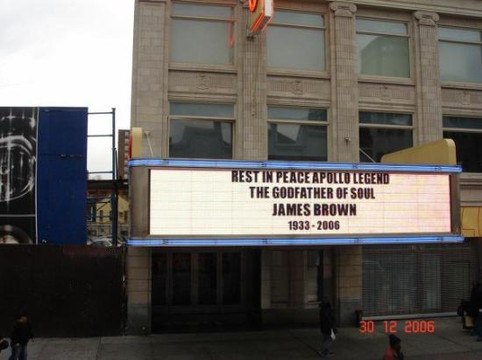 REST IN PEACE APOLLO LEGEND
THE GODFATHER OF SOUL
JAMES BROWN
1933 - 2006
30 12 2006